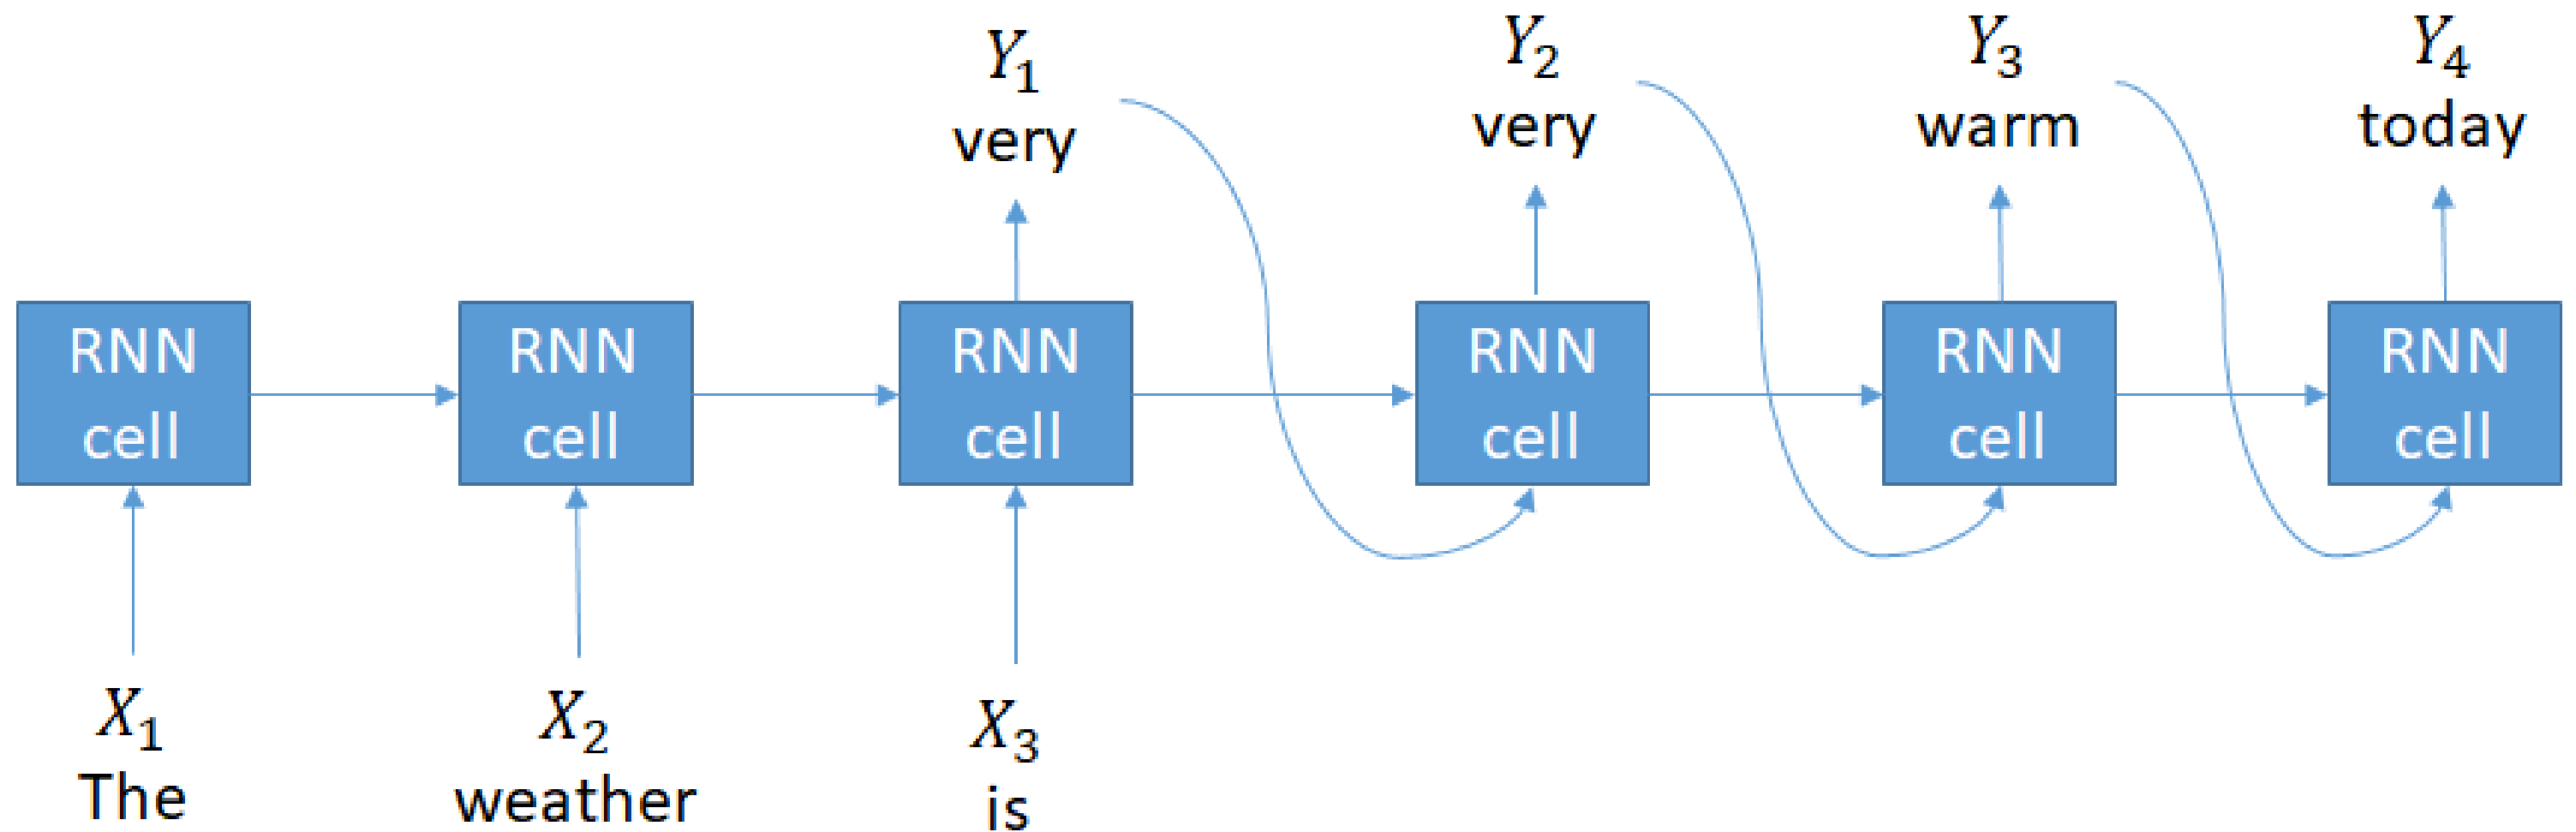 Y₁
very
Y₂
very
Y₃
warm
Y₄
today
RNN
cell
RNN
cell
RNN
cell
RNN
cell
RNN
cell
RNN
cell
X₁
The
X₂
weather
X₃
is